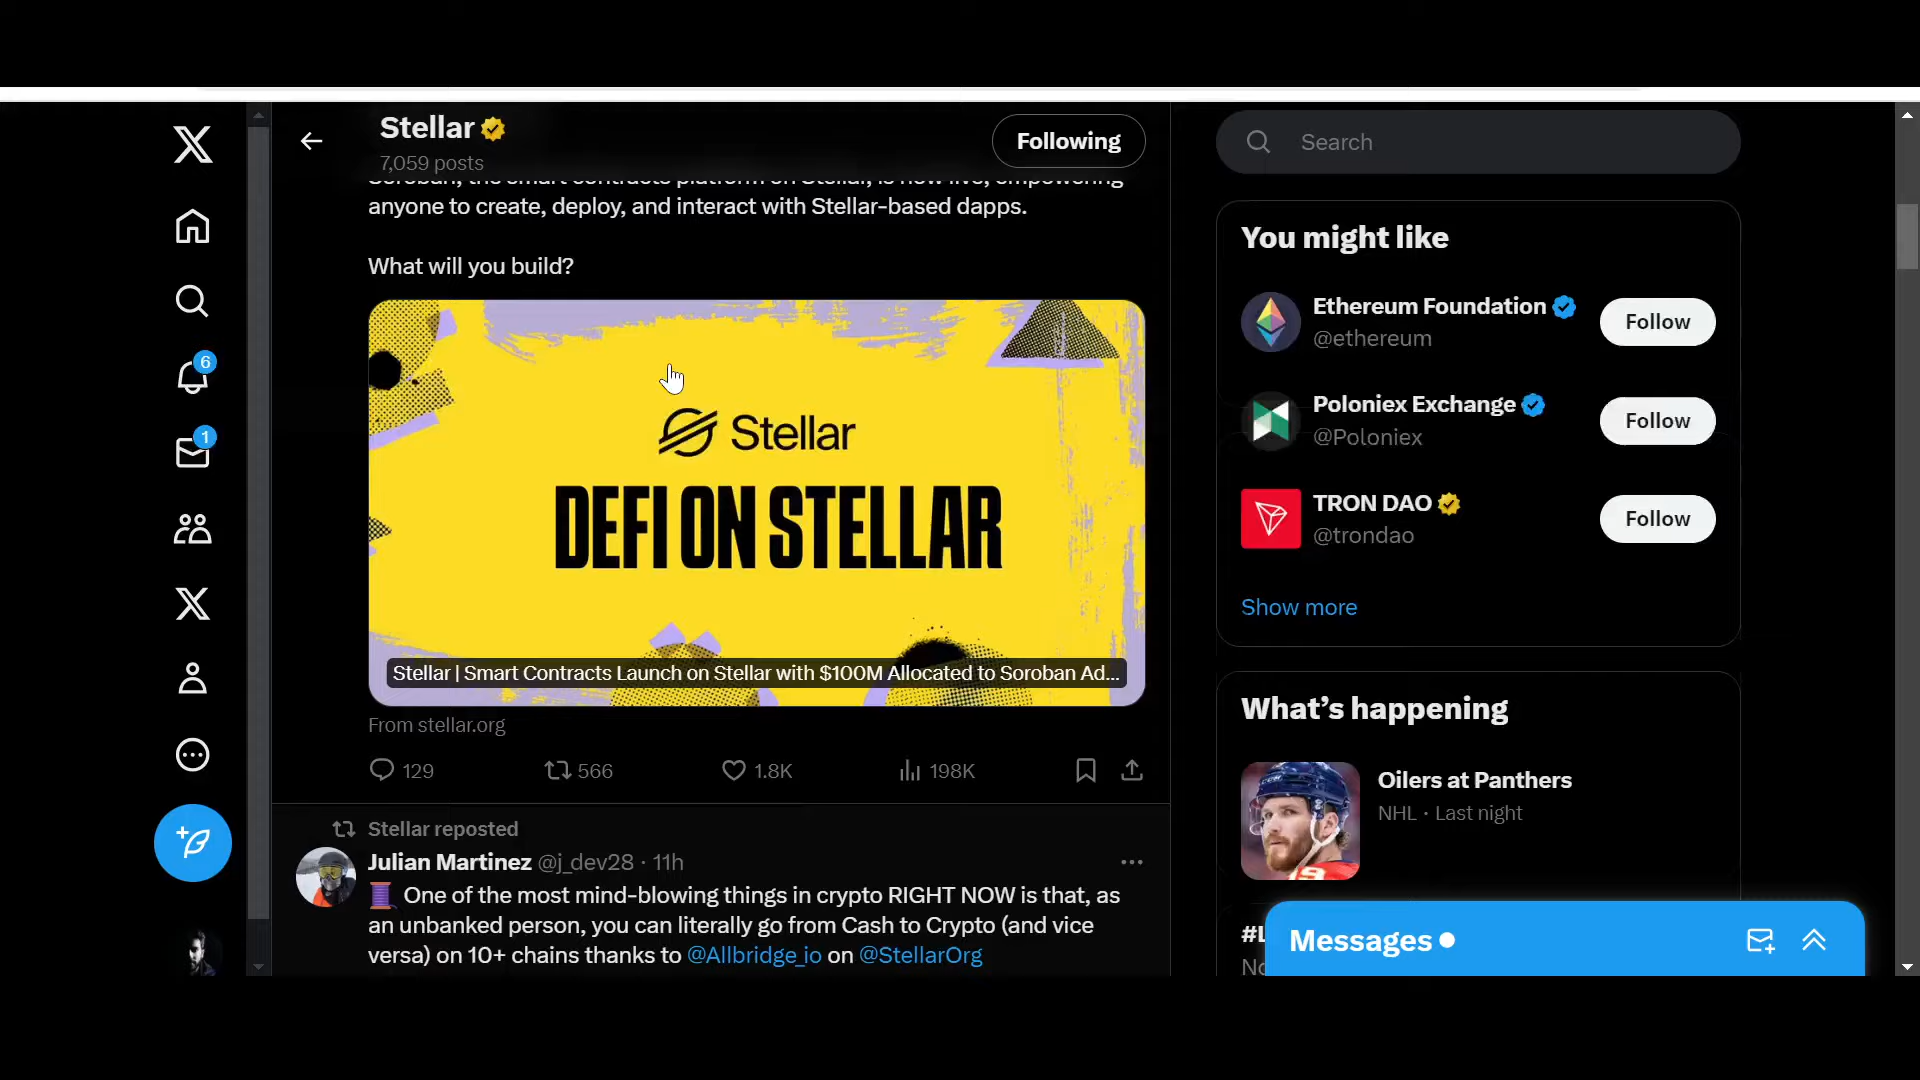 Stellar
7,059 posts
Following
Soroban, the smart contracts platform on Stellar, is now live, empowering
anyone to create, deploy, and interact with Stellar-based dapps.
What will you build?
Stellar
DEFI ON STELLAR
Stellar | Smart Contracts Launch on Stellar with $100M Allocated to Soroban Ad...
From stellar.org
129
566
1.8K
198K
Stellar reposted
Julian Martinez @j_dev28 · 11h
One of the most mind-blowing things in crypto RIGHT NOW is that, as
an unbanked person, you can literally go from Cash to Crypto (and vice
versa) on 10+ chains thanks to @Allbridge_io on @StellarOrg
6
1
Search
You might like
Ethereum Foundation
@ethereum
Follow
Poloniex Exchange
@Poloniex
Follow
TRON DAO
@trondao
Follow
Show more
What's happening
Oilers at Panthers
NHL · Last night
Messages